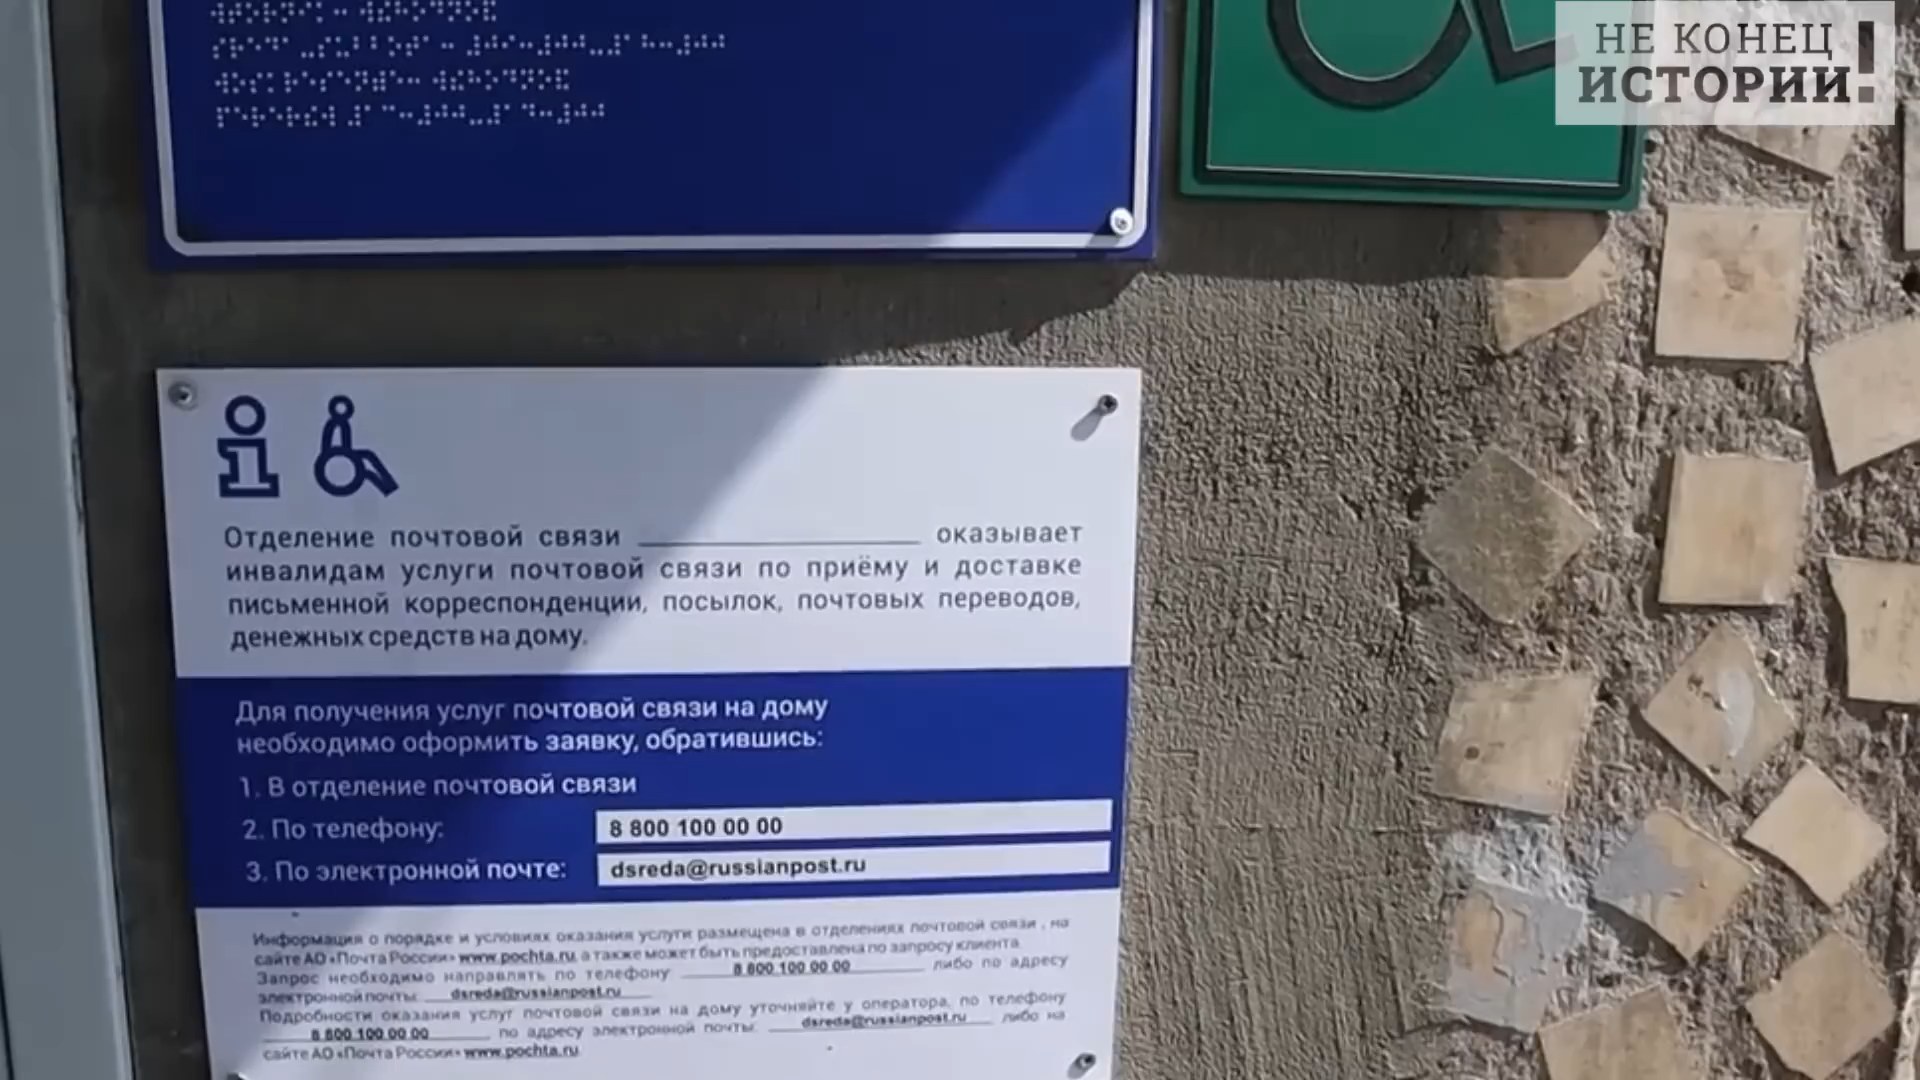 НЕ КОНЕЦ
ИСТОРИИ!
Отделение почтовой связи ____________ оказывает
инвалидам услуги почтовой связи по приёму и доставке
письменной корреспонденции, посылок, почтовых переводов,
денежных средств на дому.
Для получения услуг почтовой связи на дому
необходимо оформить заявку, обратившись:
1. В отделение почтовой связи
2. По телефону: 8 800 100 00 00
3. По электронной почте: dsreda@russianpost.ru
Информация о порядке и условиях оказания услуги размещена в отделениях почтовой связи , на
сайте АО «Почта России» www.pochta.ru, а также может быть предоставлена по запросу клиента.
Запрос необходимо направлять по телефону 8 800 100 00 00 либо по адресу
электронной почты: dsreda@russianpost.ru
Подробности оказания услуг почтовой связи на дому уточняйте у оператора, по телефону
8 800 100 00 00 по адресу электронной почты: dsreda@russianpost.ru либо на
сайте АО «Почта России» www.pochta.ru